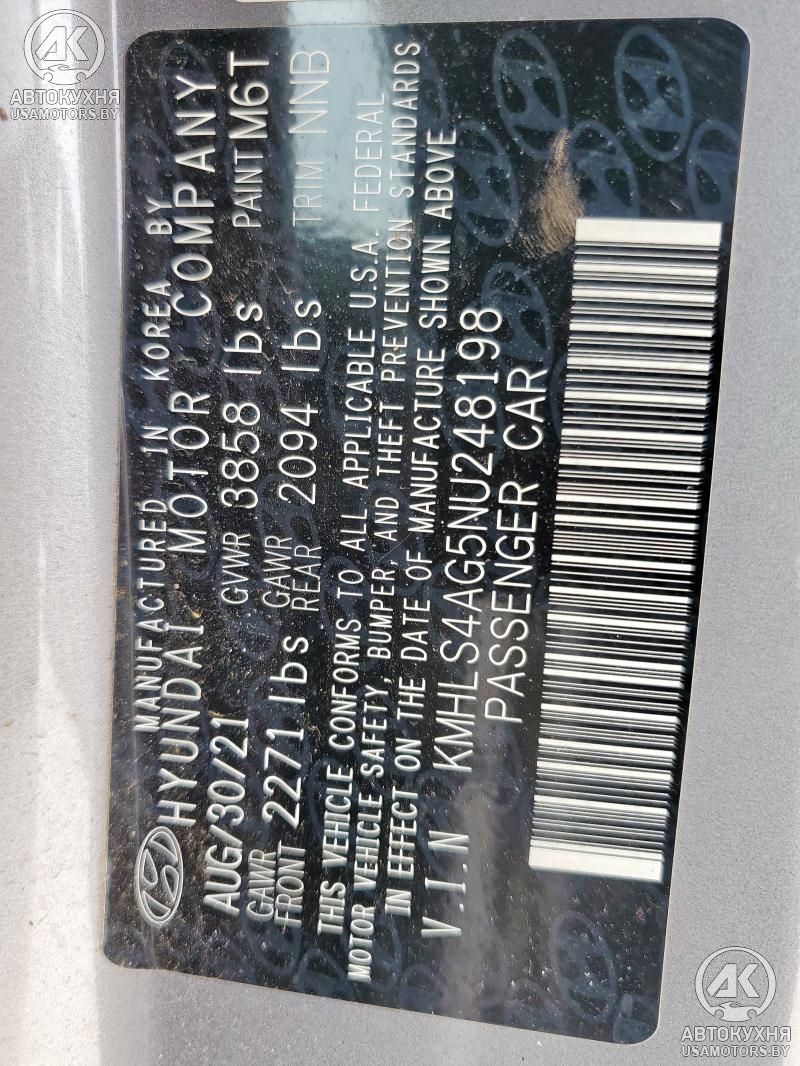 AK
АВТОКУХНЯ
USAMOTORS.BY
MANUFACTURED IN KOREA BY
HYUNDAI MOTOR COMPANY
AUG/30/21 GVWR 3858 lbs PAINT M6T
GAWR FRONT 2271 lbs GAWR REAR 2094 lbs TRIM NNB
THIS VEHICLE CONFORMS TO ALL APPLICABLE U.S.A. FEDERAL
MOTOR VEHICLE SAFETY, BUMPER, AND THEFT PREVENTION STANDARDS
IN EFFECT ON THE DATE OF MANUFACTURE SHOWN ABOVE.
V.I.N KMHLS4AG5NU248198
PASSENGER CAR
AK
АВТОКУХНЯ
USAMOTORS.BY